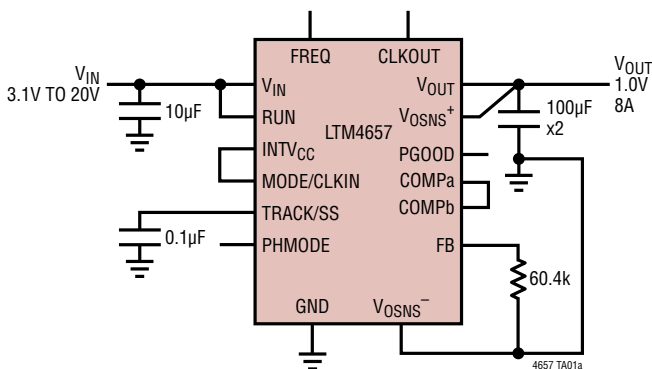 FREQ CLKOUT
VIN
3.1V TO 20V
10µF
VIN
RUN
INTVCC
MODE/CLKIN
TRACK/SS
PHMODE
0.1µF
GND
LTM4657
VOUT
VOSNS+
PGOOD
COMPa
COMPb
FB
VOSNS–
VOUT
1.0V
8A
100µF
x2
60.4k
4657 TA01a